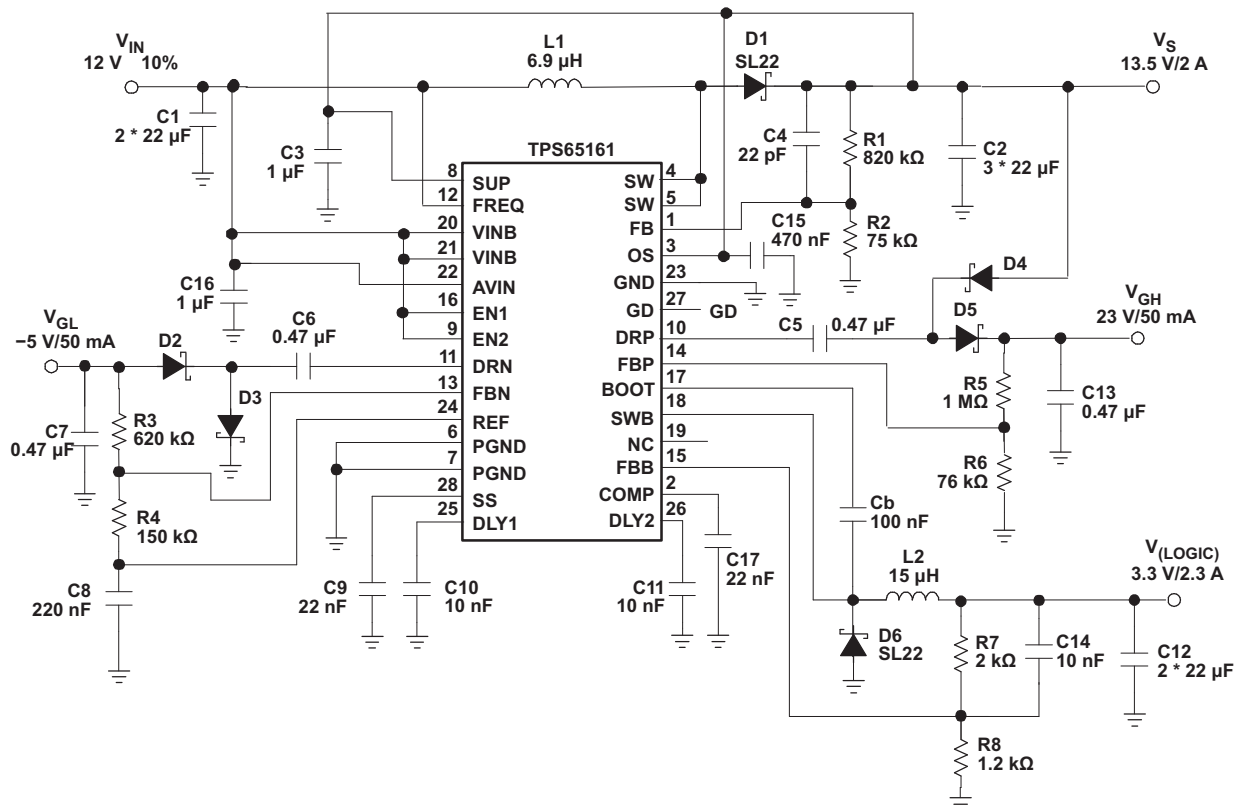 VIN
12 V 10%
C1
2 * 22 µF
L1
6.9 µH
D1
SL22
VS
13.5 V/2 A
C3
1 µF
C4
22 pF
R1
820 kΩ
C2
3 * 22 µF
R2
75 kΩ
C15
470 nF
C16
1 µF
TPS65161
8
SUP
12
FREQ
20
VINB
21
VINB
22
AVIN
16
EN1
9
EN2
11
DRN
13
FBN
24
REF
6
PGND
7
PGND
28
SS
25
DLY1
4
SW
5
SW
1
FB
3
OS
23
GND
27
GD
GD
10
DRP
14
FBP
17
BOOT
18
SWB
19
NC
15
FBB
2
COMP
26
DLY2
VGL
−5 V/50 mA
D2
C6
0.47 µF
D3
C7
0.47 µF
R3
620 kΩ
R4
150 kΩ
C8
220 nF
C9
22 nF
C10
10 nF
C11
10 nF
C17
22 nF
D4
C5
0.47 µF
D5
VGH
23 V/50 mA
R5
1 MΩ
C13
0.47 µF
R6
76 kΩ
Cb
100 nF
L2
15 µH
V(LOGIC)
3.3 V/2.3 A
D6
SL22
R7
2 kΩ
C14
10 nF
C12
2 * 22 µF
R8
1.2 kΩ